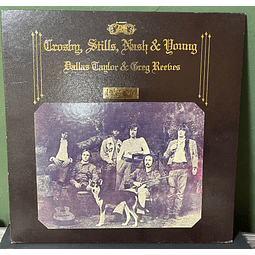 Crosby, Stills, Nash & Young
Dallas Taylor & Greg Reeves